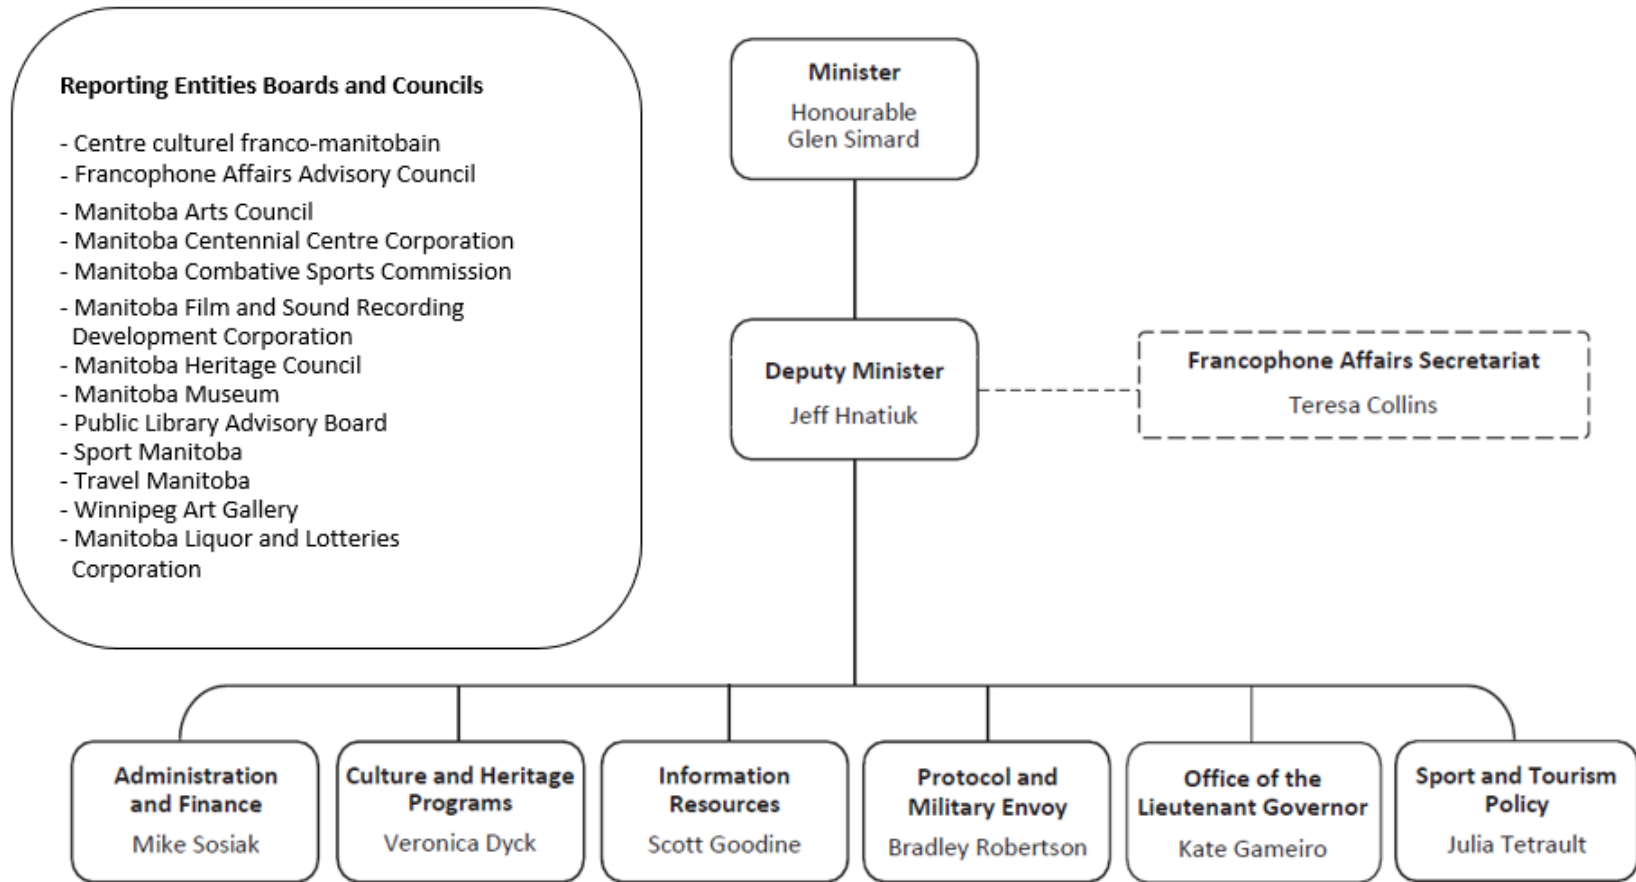 Reporting Entities Boards and Councils
- Centre culturel franco-manitobain
- Francophone Affairs Advisory Council
- Manitoba Arts Council
- Manitoba Centennial Centre Corporation
- Manitoba Combative Sports Commission
- Manitoba Film and Sound Recording
Development Corporation
- Manitoba Heritage Council
- Manitoba Museum
- Public Library Advisory Board
- Sport Manitoba
- Travel Manitoba
- Winnipeg Art Gallery
- Manitoba Liquor and Lotteries
Corporation
Minister
Honourable
Glen Simard
Deputy Minister
Jeff Hnatiuk
Francophone Affairs Secretariat
Teresa Collins
Administration
and Finance
Mike Sosiak
Culture and Heritage
Programs
Veronica Dyck
Information
Resources
Scott Goodine
Protocol and
Military Envoy
Bradley Robertson
Office of the
Lieutenant Governor
Kate Gameiro
Sport and Tourism
Policy
Julia Tetrault